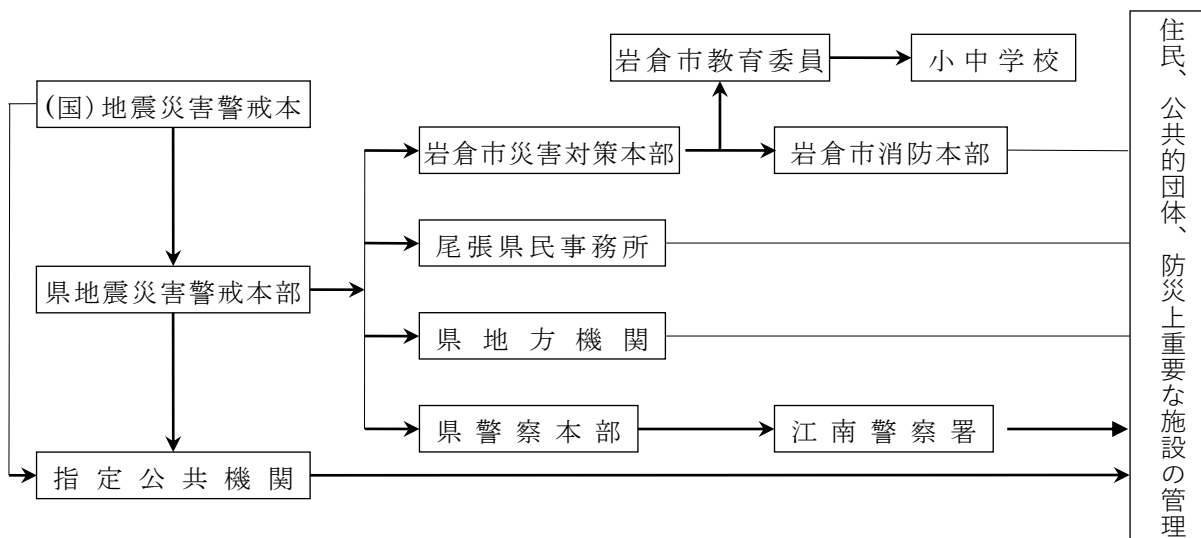 岩倉市教育委員
小中学校
(国)地震災害警戒本
岩倉市災害対策本部
岩倉市消防本部
尾張県民事務所
県地震災害警戒本部
県地方機関
県警察本部
江南警察署
指定公共機関
住民、公共的団体、防災上重要な施設の管理